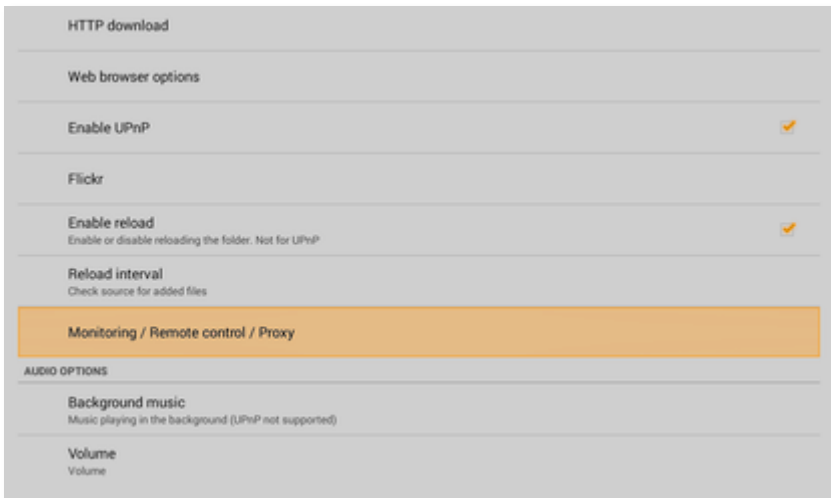 HTTP download
Web browser options
Enable UPnP
Flickr
Enable reload
Enable or disable reloading the folder. Not for UPnP
Reload interval
Check source for added files
Monitoring / Remote control / Proxy
AUDIO OPTIONS
Background music
Music playing in the background (UPnP not supported)
Volume
Volume